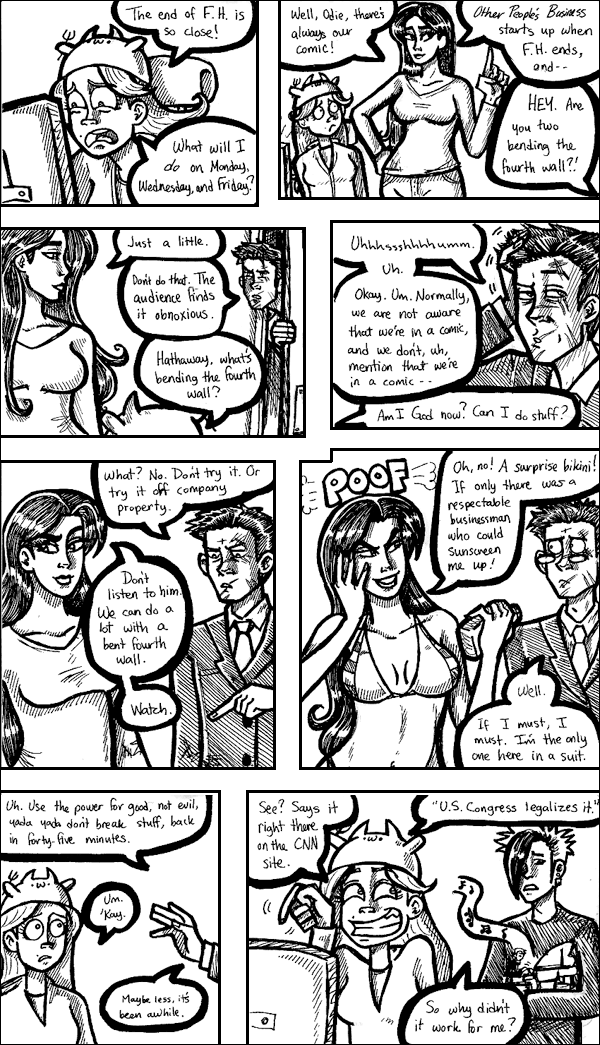 The end of F.H. is
so close!
What will I
do on Monday,
Wednesday, and Friday?
Well, Odie, there's
always our
comic!
Other People's Business
starts up when
F.H. ends,
and--
HEY. Are
you two
bending the
fourth wall?!
Just a little.
Don't do that. The
audience finds
it obnoxious.
Hathaway, what's
bending the fourth
wall?
Uhhhssshhhhumm.
Uh.
Okay. Um. Normally,
we are not aware
that we're in a comic,
and we don't, uh,
mention that we're
in a comic--
Am I God now? Can I do stuff?
What? No. Don't try it. Or
try it off company
property.
Don't
listen to him.
We can do a
lot with a
bent fourth
wall.
Watch.
POOF
Oh, no! A surprise bikini!
If only there was a
respectable
businessman
who could
sunscreen
me up!
Well.
If I must, I
must. I'm the only
one here in a suit.
Uh. Use the power for good, not evil,
yada yada don't break stuff, back
in forty-five minutes.
Um.
'Kay.
Maybe less, it's
been awhile.
See? Says it
right there
on the CNN
site.
"U.S. Congress legalizes it."
So why didn't
it work for me?